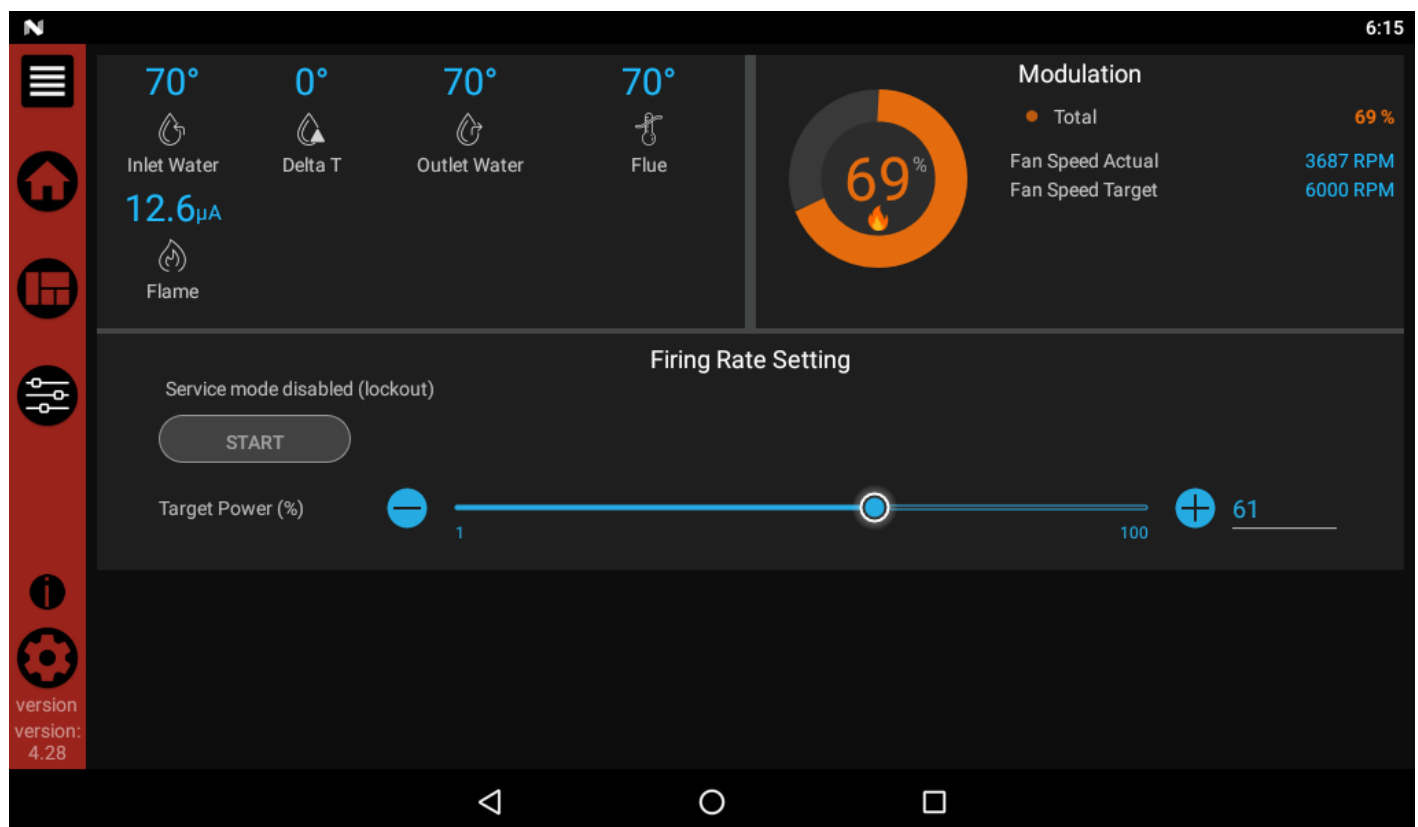 6:15
70° 0° 70° 70°
Inlet Water Delta T Outlet Water Flue
12.6µA
Flame
Modulation
69%
Total 69 %
Fan Speed Actual 3687 RPM
Fan Speed Target 6000 RPM
Firing Rate Setting
Service mode disabled (lockout)
START
Target Power (%) 61
1 100
version
version:
4.28